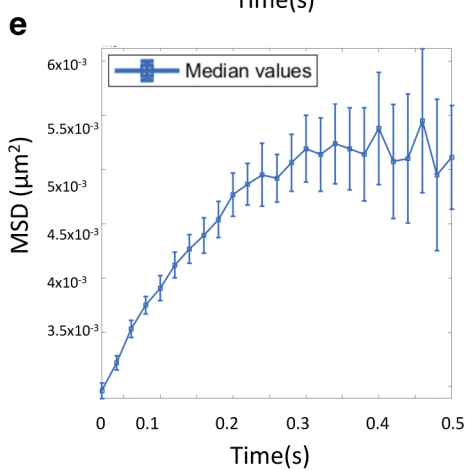 Time(s)
e
Median values
6x10⁻³
5.5x10⁻³
5x10⁻³
4.5x10⁻³
4x10⁻³
3.5x10⁻³
MSD (µm²)
0 0.1 0.2 0.3 0.4 0.5
Time(s)